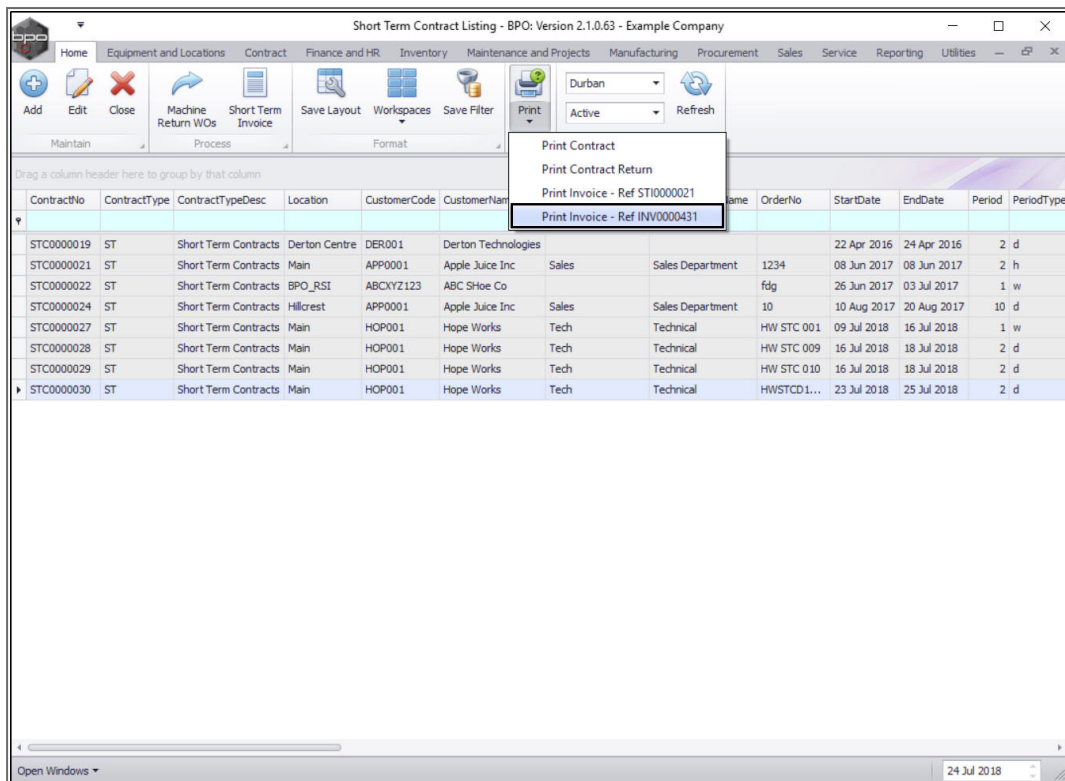 bpo
Short Term Contract Listing - BPO: Version 2.1.0.63 - Example Company
Home Equipment and Locations Contract Finance and HR Inventory Maintenance and Projects Manufacturing Procurement Sales Service Reporting Utilities
Add Edit Close Machine Return WOs Short Term Invoice Save Layout Workspaces Save Filter Print Durban Active Refresh
Maintain Process Format
Print Contract
Print Contract Return
Print Invoice - Ref STI0000021
Print Invoice - Ref INV0000431
Drag a column header here to group by that column
ContractNo ContractType ContractTypeDesc Location CustomerCode CustomerNam ame OrderNo StartDate EndDate Period PeriodType
STC0000019 ST Short Term Contracts Derton Centre DER001 Derton Technologies 22 Apr 2016 24 Apr 2016 2 d
STC0000021 ST Short Term Contracts Main APP0001 Apple Juice Inc Sales Sales Department 1234 08 Jun 2017 08 Jun 2017 2 h
STC0000022 ST Short Term Contracts BPO_RSI ABCXYZ123 ABC SHoe Co fdg 26 Jun 2017 03 Jul 2017 1 w
STC0000024 ST Short Term Contracts Hillcrest APP0001 Apple Juice Inc Sales Sales Department 10 10 Aug 2017 20 Aug 2017 10 d
STC0000027 ST Short Term Contracts Main HOP001 Hope Works Tech Technical HW STC 001 09 Jul 2018 16 Jul 2018 1 w
STC0000028 ST Short Term Contracts Main HOP001 Hope Works Tech Technical HW STC 009 16 Jul 2018 18 Jul 2018 2 d
STC0000029 ST Short Term Contracts Main HOP001 Hope Works Tech Technical HW STC 010 16 Jul 2018 18 Jul 2018 2 d
STC0000030 ST Short Term Contracts Main HOP001 Hope Works Tech Technical HWSTCD1... 23 Jul 2018 25 Jul 2018 2 d
Open Windows 24 Jul 2018